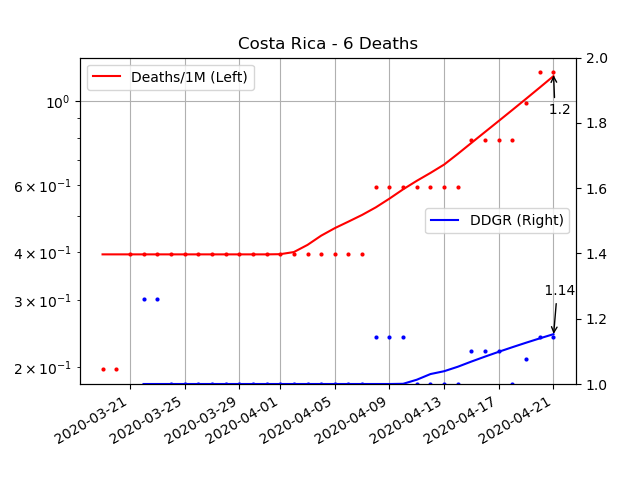 Costa Rica - 6 Deaths
Deaths/1M (Left)
DDGR (Right)
10⁰
6 × 10⁻¹
4 × 10⁻¹
3 × 10⁻¹
2 × 10⁻¹
2.0
1.8
1.6
1.4
1.2
1.0
1.2
1.14
2020-03-21
2020-03-25
2020-03-29
2020-04-01
2020-04-05
2020-04-09
2020-04-13
2020-04-17
2020-04-21